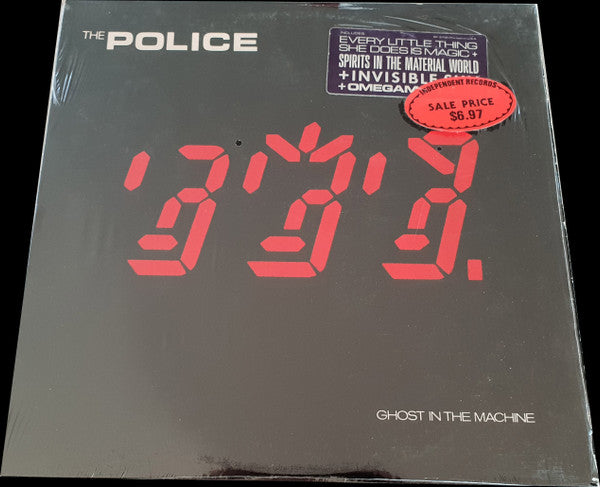 THE POLICE
INCLUDES
EVERY LITTLE THING
SHE DOES IS MAGIC +
SPIRITS IN THE MATERIAL WORLD
+ INVISIBLE
+ OMEGAM
INDEPENDENT RECORDS
SALE PRICE
$6.97
GHOST IN THE MACHINE